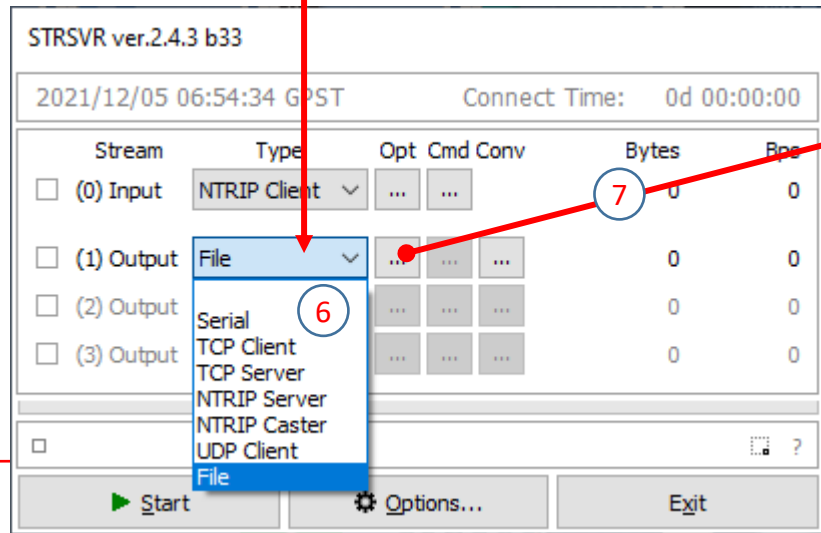 STRSVR ver.2.4.3 b33
2021/12/05 06:54:34 GPST Connect Time: 0d 00:00:00
Stream Type Opt Cmd Conv Bytes Bps
(0) Input NTRIP Client ... ... 0 0
7
(1) Output File ... ... ... 0 0
(2) Output ... ... ... 0 0
6
Serial
(3) Output TCP Client ... ... ... 0 0
TCP Server
NTRIP Server
NTRIP Caster
UDP Client
?
File
Start Options... Exit